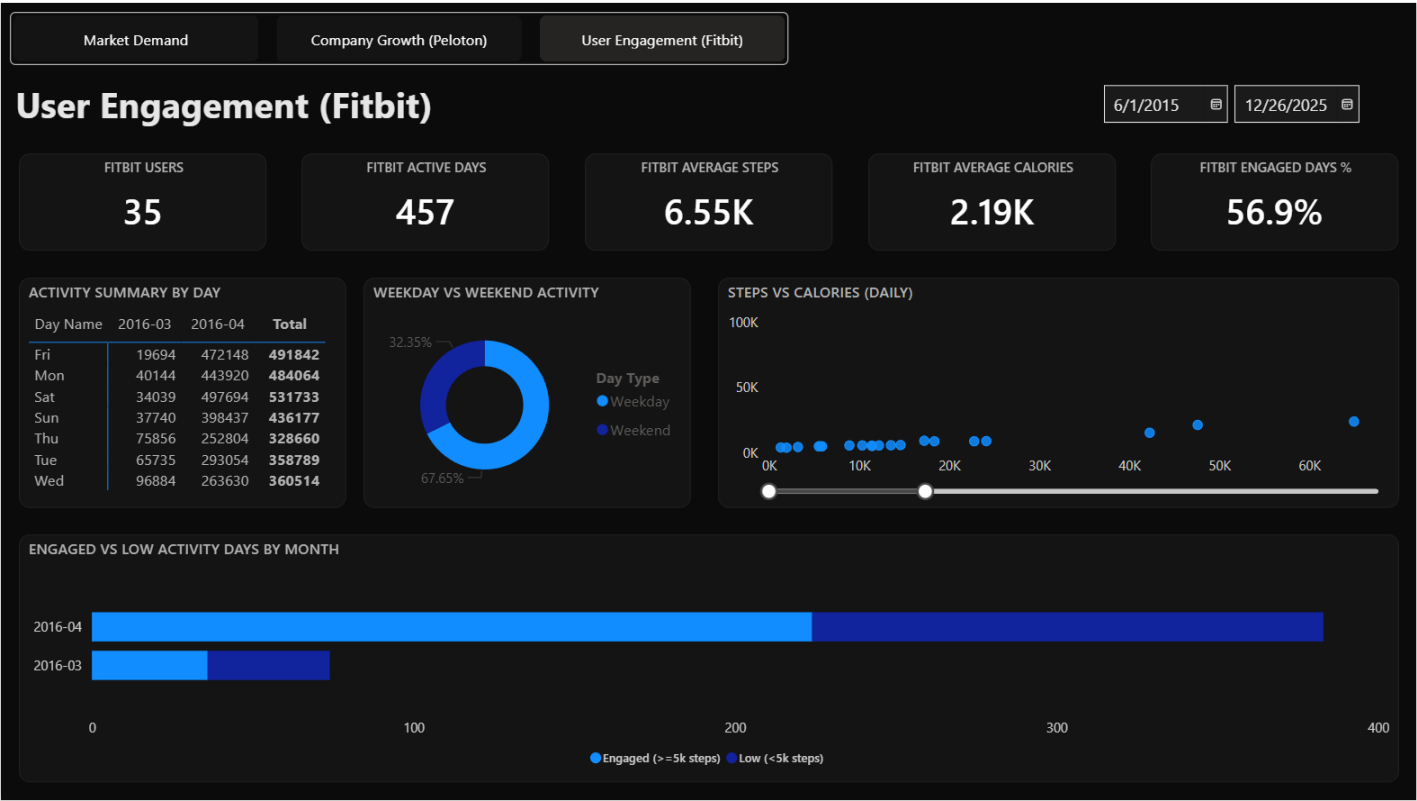 Market Demand
Company Growth (Peloton)
User Engagement (Fitbit)
User Engagement (Fitbit)
6/1/2015
12/26/2025
FITBIT USERS
35
FITBIT ACTIVE DAYS
457
FITBIT AVERAGE STEPS
6.55K
FITBIT AVERAGE CALORIES
2.19K
FITBIT ENGAGED DAYS %
56.9%
ACTIVITY SUMMARY BY DAY
Day Name 2016-03 2016-04 Total
Fri 19694 472148 491842
Mon 40144 443920 484064
Sat 34039 497694 531733
Sun 37740 398437 436177
Thu 75856 252804 328660
Tue 65735 293054 358789
Wed 96884 263630 360514
WEEKDAY VS WEEKEND ACTIVITY
32.35%
67.65%
Day Type
Weekday
Weekend
STEPS VS CALORIES (DAILY)
100K
50K
0K
0K 10K 20K 30K 40K 50K 60K
ENGAGED VS LOW ACTIVITY DAYS BY MONTH
2016-04
2016-03
0 100 200 300 400
Engaged (>=5k steps) Low (<5k steps)